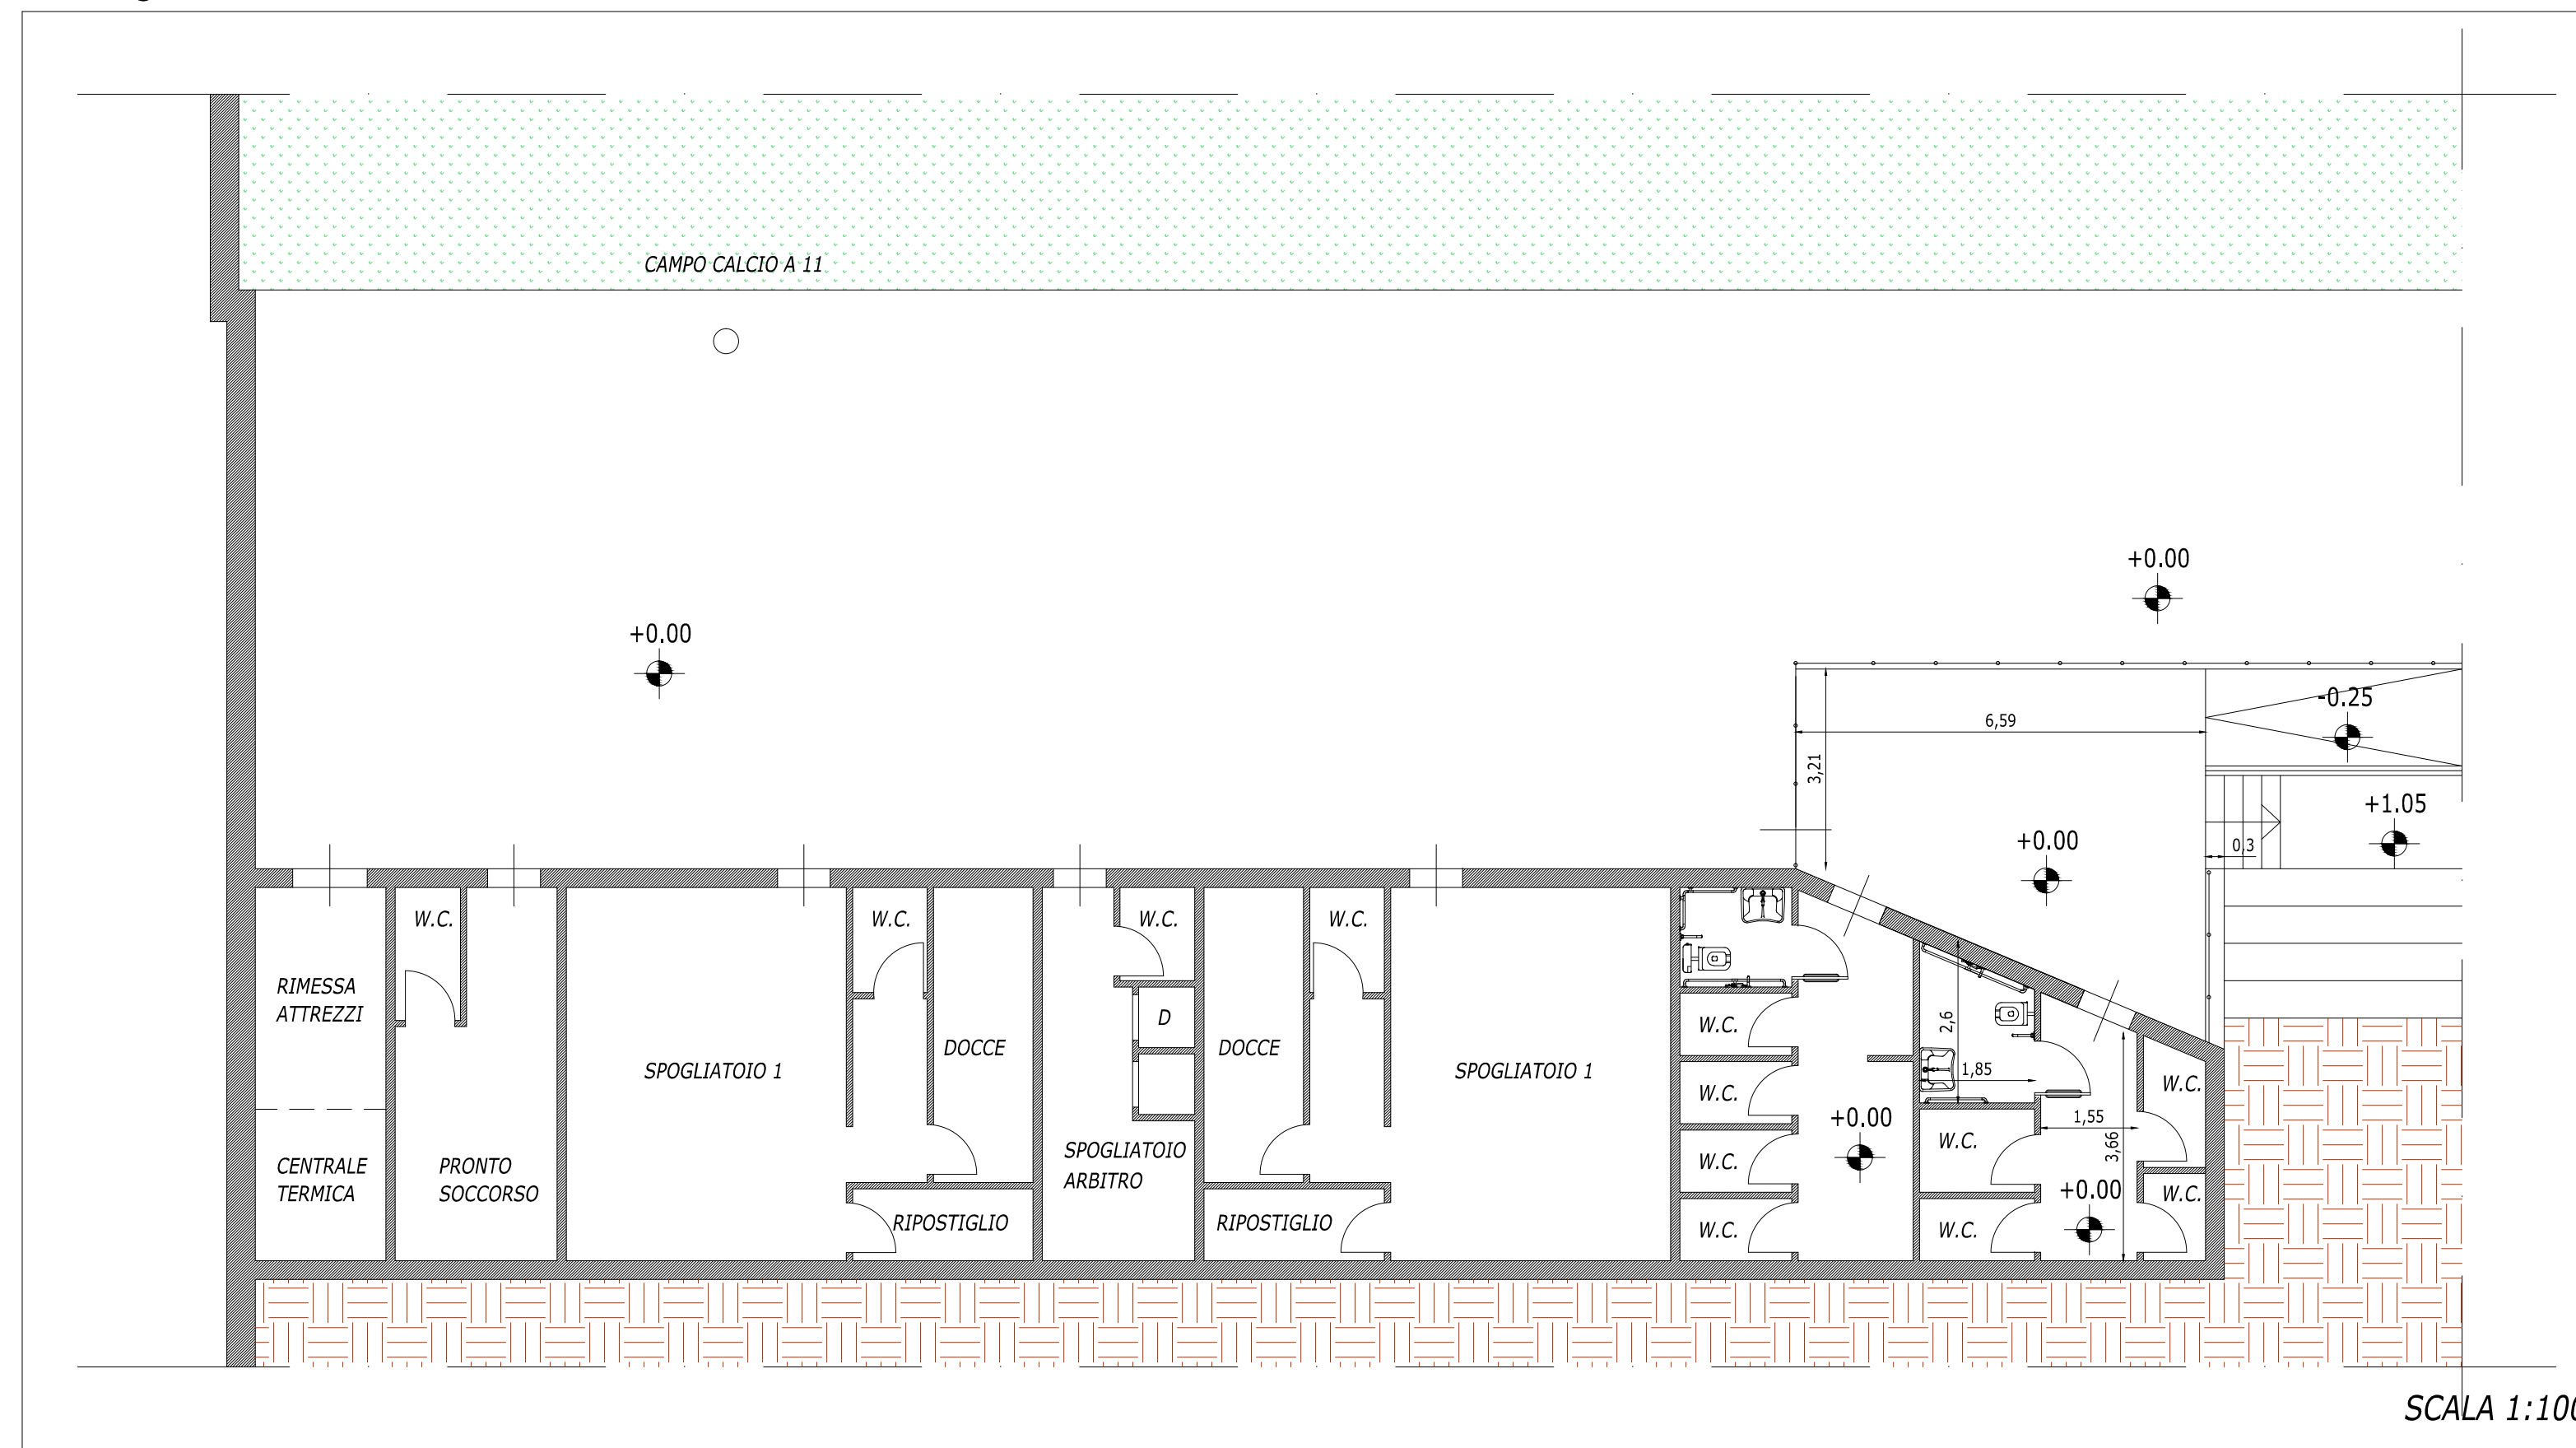 CAMPO CALCIO A 11
+0.00
+0.00
-0.25
6,59
3,21
+1.05
+0.00
0,3
W.C.
W.C.
W.C.
W.C.
RIMESSA
ATTREZZI
D
W.C.
2,6
DOCCE
DOCCE
SPOGLIATOIO 1
SPOGLIATOIO 1
1,85
W.C.
W.C.
+0.00
1,55
3,66
W.C.
SPOGLIATOIO
ARBITRO
W.C.
CENTRALE
TERMICA
PRONTO
SOCCORSO
+0.00
W.C.
RIPOSTIGLIO
RIPOSTIGLIO
W.C.
W.C.
SCALA 1:100